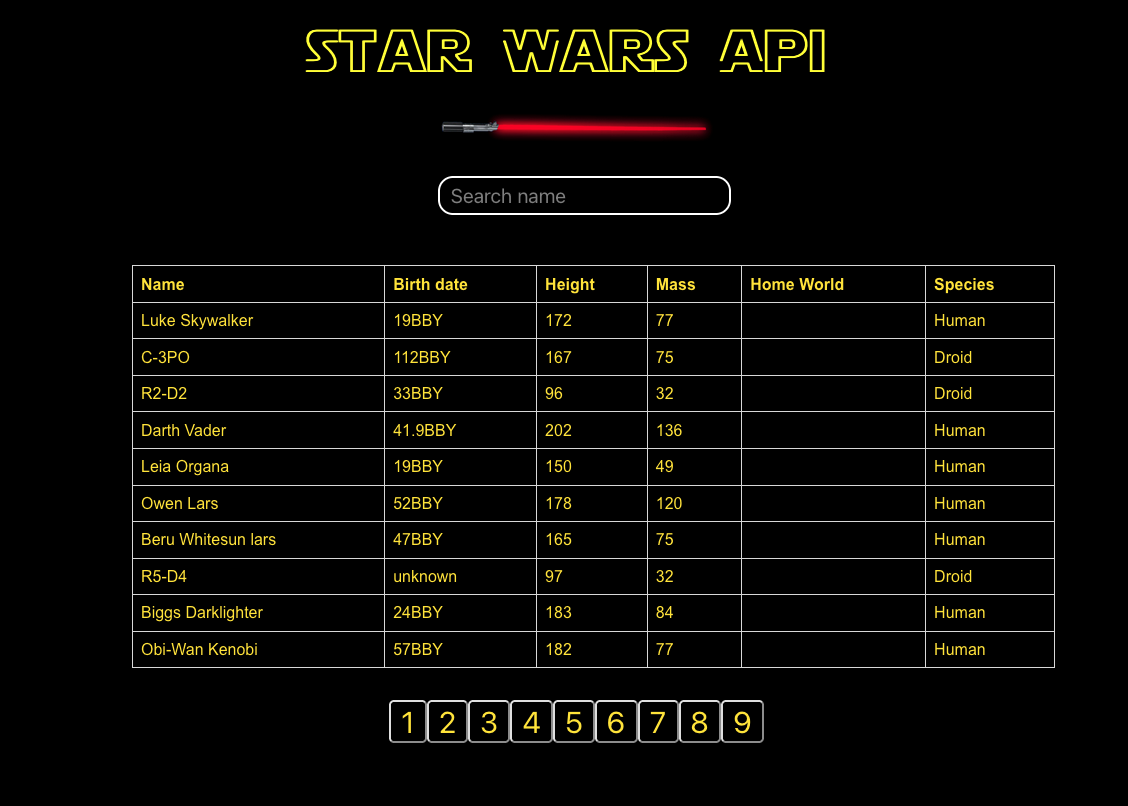 STAR WARS API
Search name
Name Birth date Height Mass Home World Species
Luke Skywalker 19BBY 172 77 Human
C-3PO 112BBY 167 75 Droid
R2-D2 33BBY 96 32 Droid
Darth Vader 41.9BBY 202 136 Human
Leia Organa 19BBY 150 49 Human
Owen Lars 52BBY 178 120 Human
Beru Whitesun lars 47BBY 165 75 Human
R5-D4 unknown 97 32 Droid
Biggs Darklighter 24BBY 183 84 Human
Obi-Wan Kenobi 57BBY 182 77 Human
1 2 3 4 5 6 7 8 9